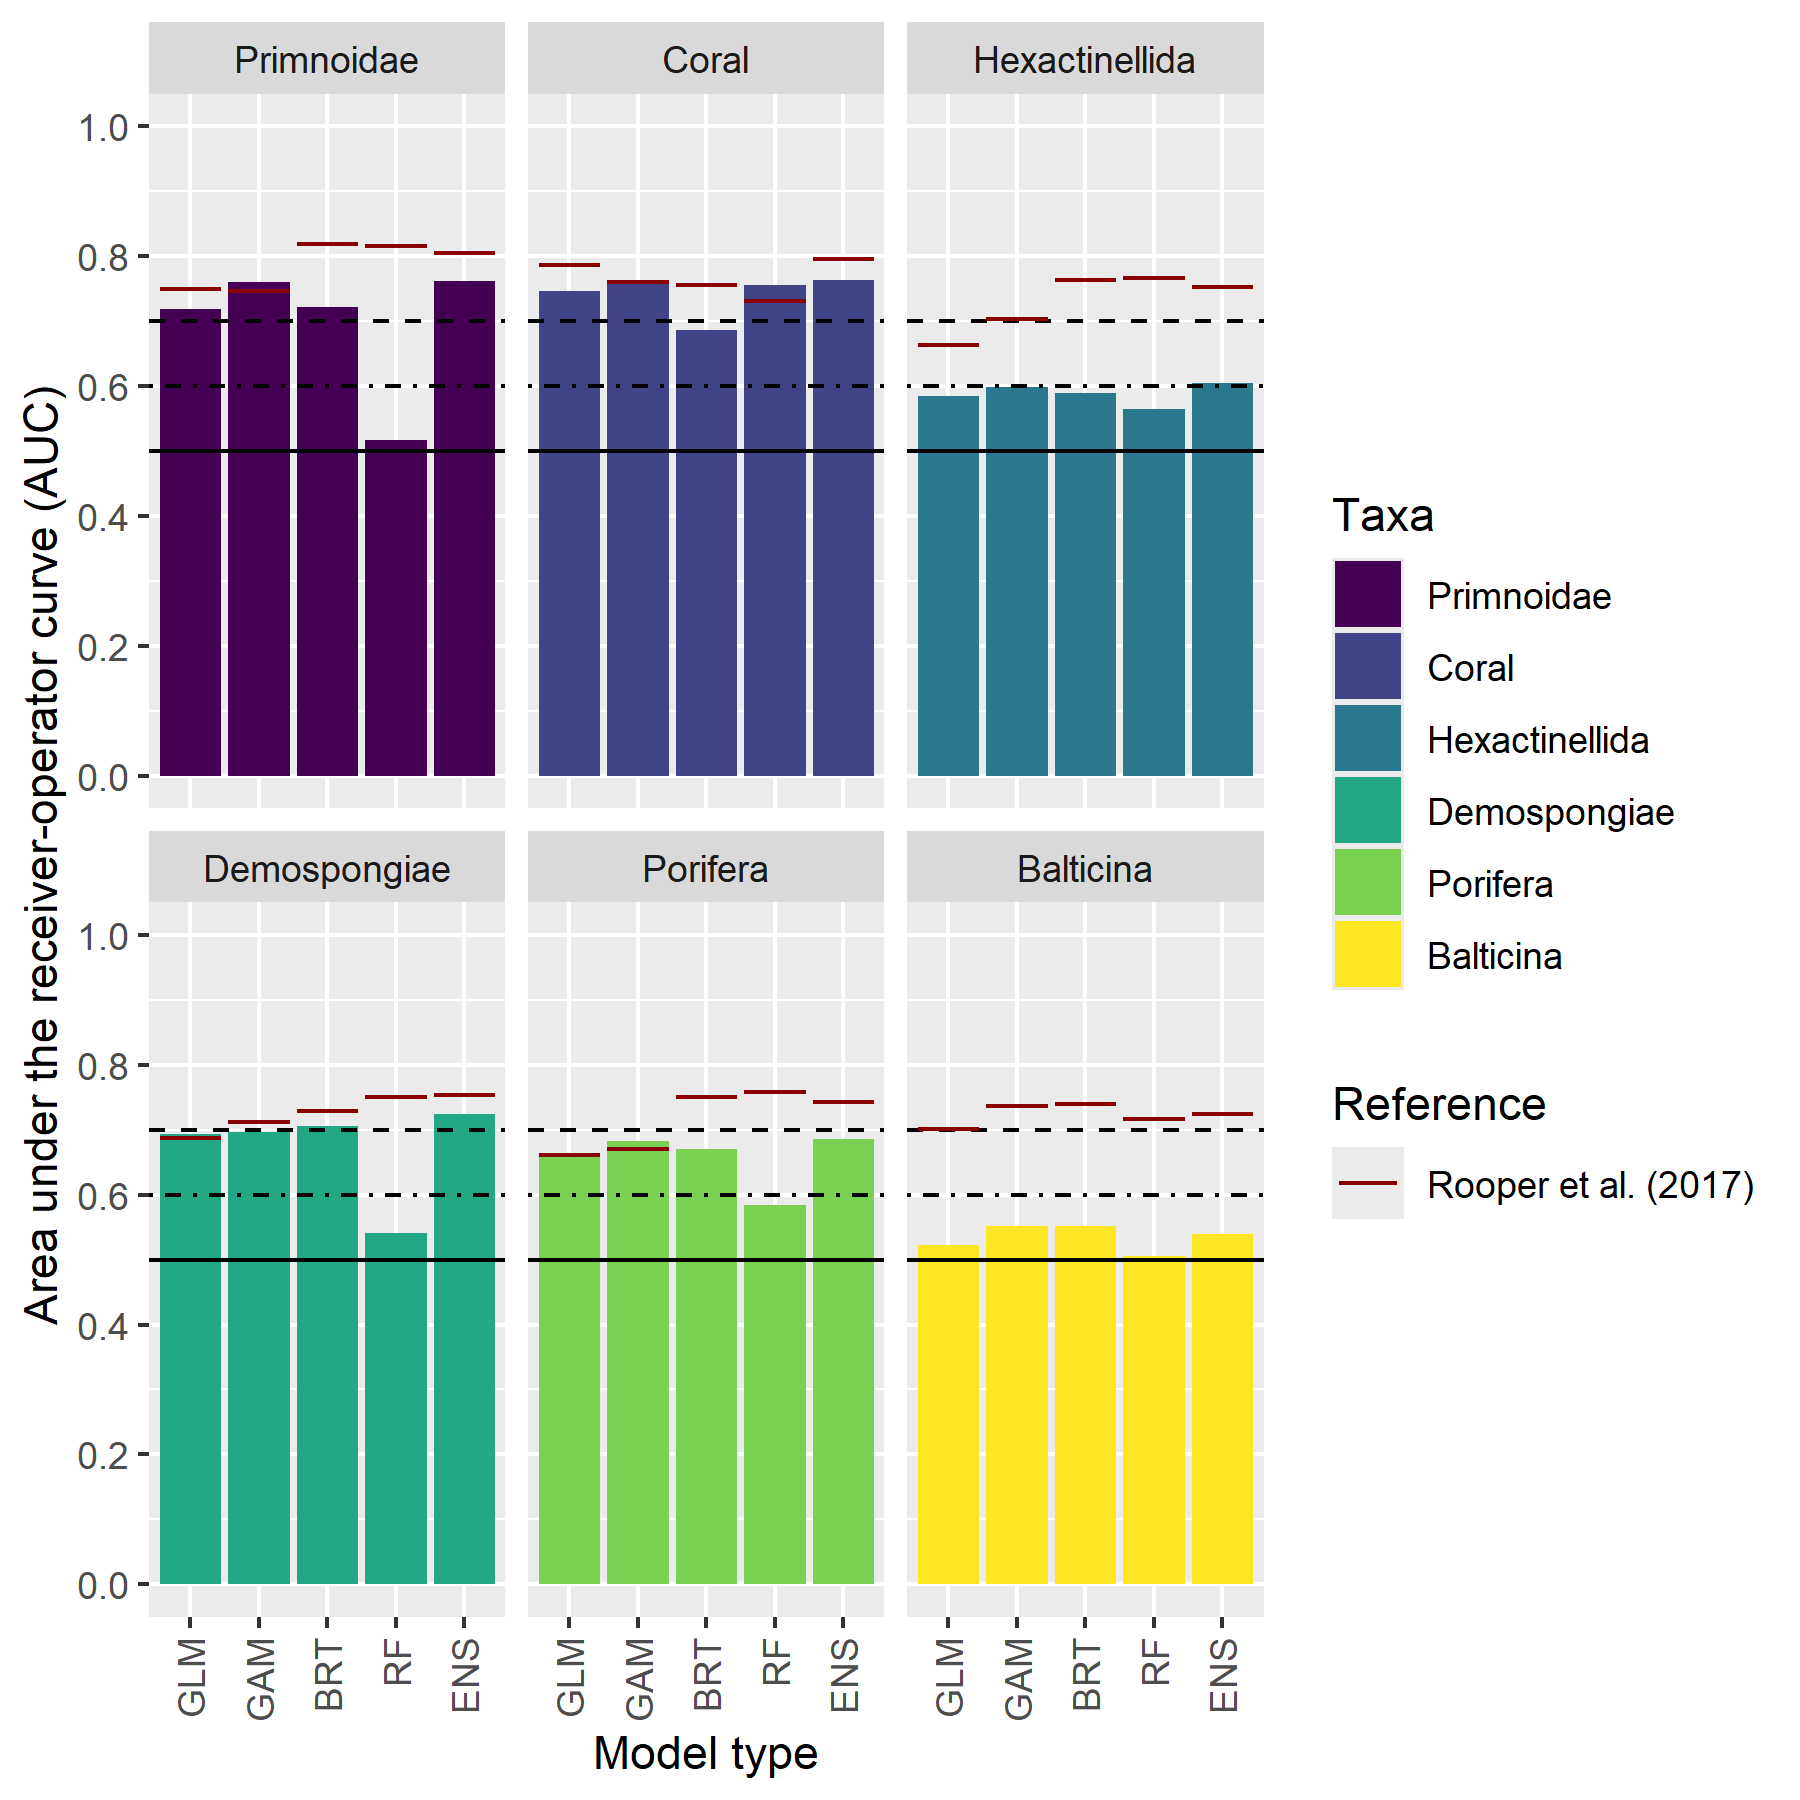 Primnoidae
Coral
Hexactinellida
1.0
0.8
0.6
0.4
0.2
0.0
Demospongiae
Porifera
Balticina
1.0
0.8
0.6
0.4
0.2
0.0
GLM
GAM
BRT
RF
ENS
GLM
GAM
BRT
RF
ENS
GLM
GAM
BRT
RF
ENS
Model type
Area under the receiver-operator curve (AUC)
Taxa
Primnoidae
Coral
Hexactinellida
Demospongiae
Porifera
Balticina
Reference
Rooper et al. (2017)